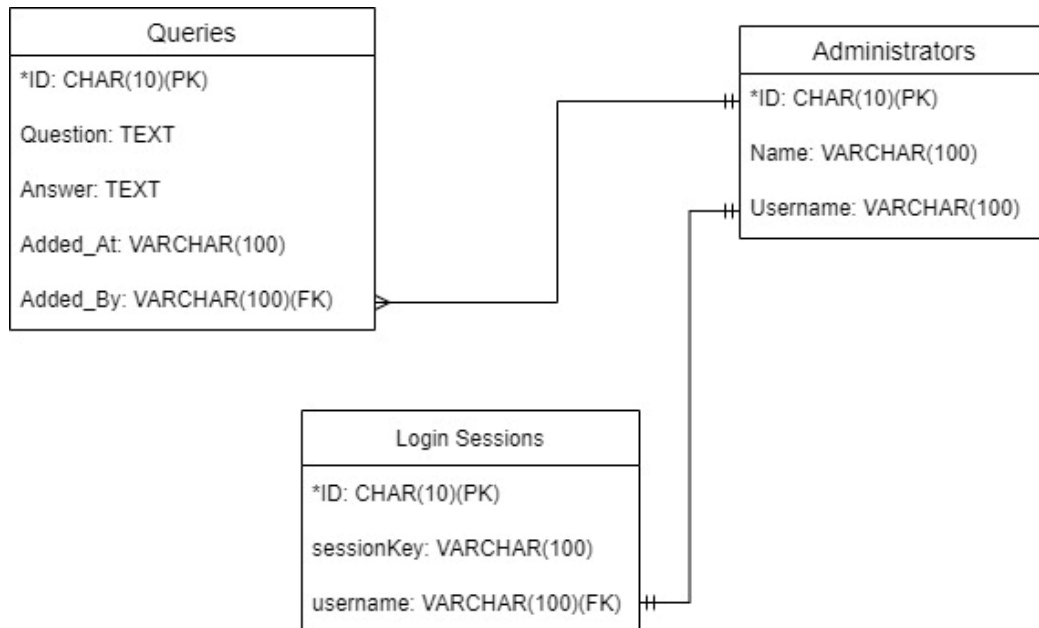 Queries
*ID: CHAR(10)(PK)
Question: TEXT
Answer: TEXT
Added_At: VARCHAR(100)
Added_By: VARCHAR(100)(FK)
Administrators
*ID: CHAR(10)(PK)
Name: VARCHAR(100)
Username: VARCHAR(100)
Login Sessions
*ID: CHAR(10)(PK)
sessionKey: VARCHAR(100)
username: VARCHAR(100)(FK)